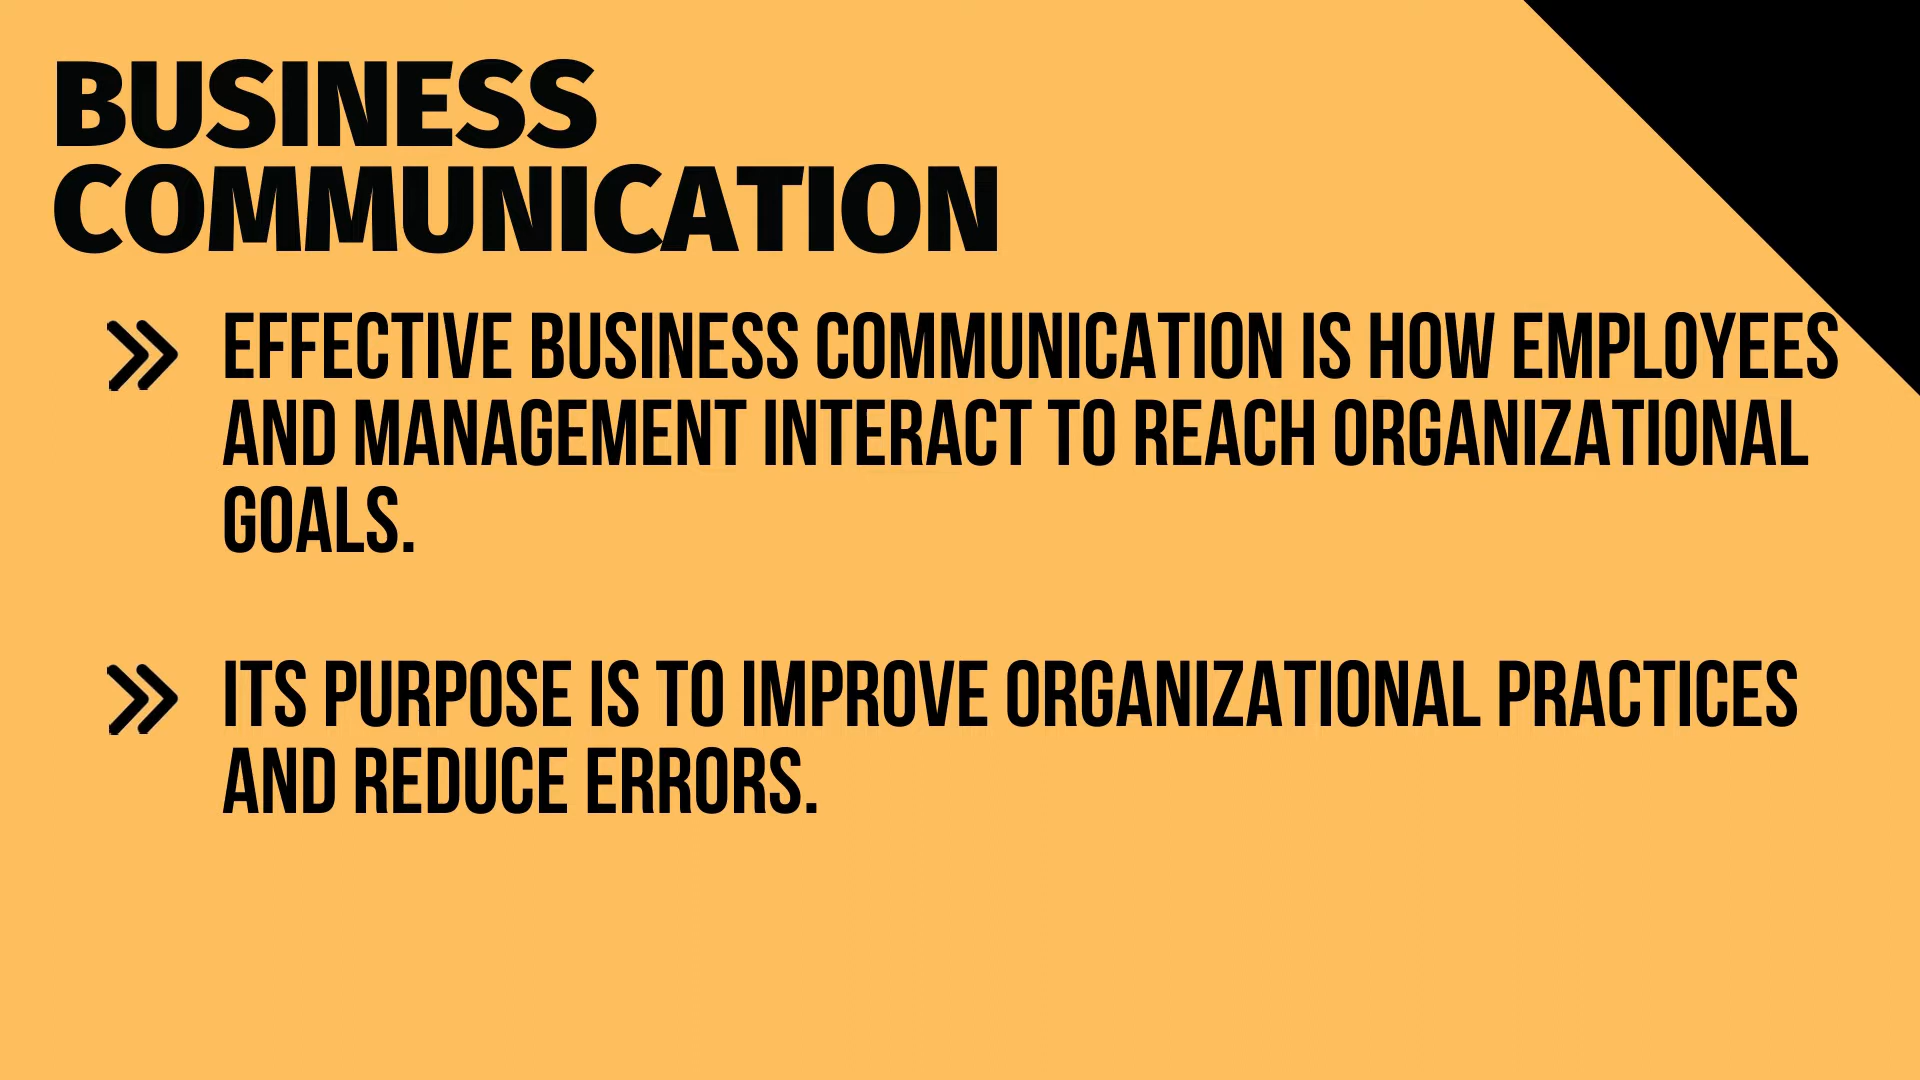 BUSINESS
COMMUNICATION
EFFECTIVE BUSINESS COMMUNICATION IS HOW EMPLOYEES
AND MANAGEMENT INTERACT TO REACH ORGANIZATIONAL
GOALS.
ITS PURPOSE IS TO IMPROVE ORGANIZATIONAL PRACTICES
AND REDUCE ERRORS.